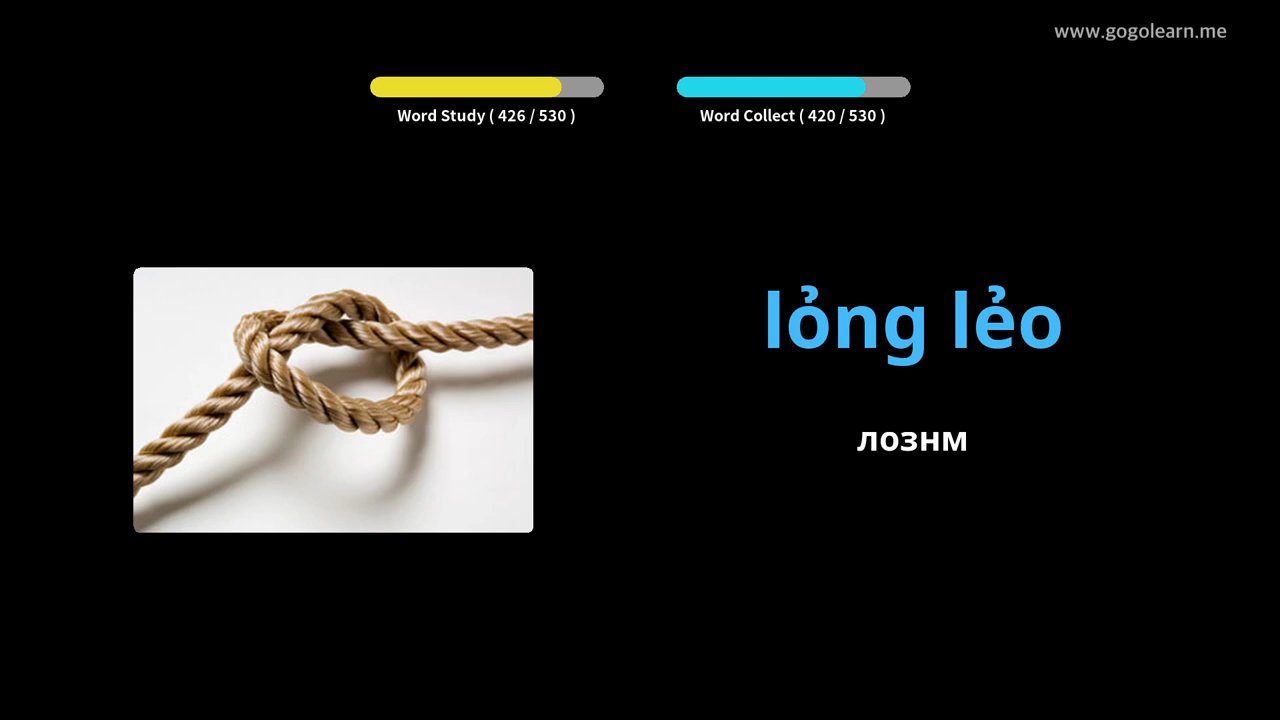 www.gogolearn.me
Word Study ( 426 / 530 )
Word Collect ( 420 / 530 )
lỏng lẻo
лознм